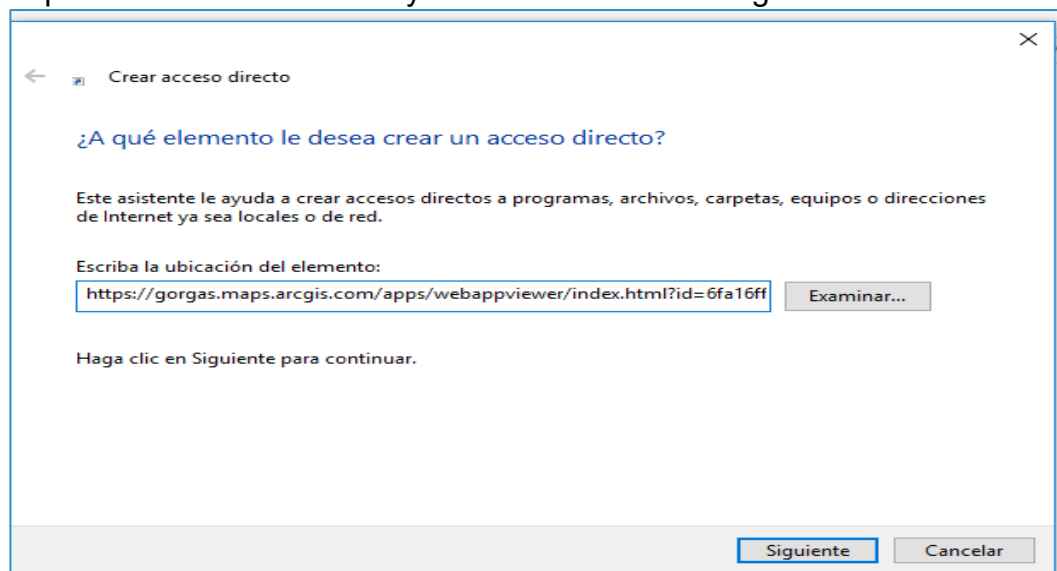 Crear acceso directo
¿A qué elemento le desea crear un acceso directo?
Este asistente le ayuda a crear accesos directos a programas, archivos, carpetas, equipos o direcciones
de Internet ya sea locales o de red.
Escriba la ubicación del elemento:
https://gorgas.maps.arcgis.com/apps/webappviewer/index.html?id=6fa16ff
Examinar...
Haga clic en Siguiente para continuar.
Siguiente
Cancelar